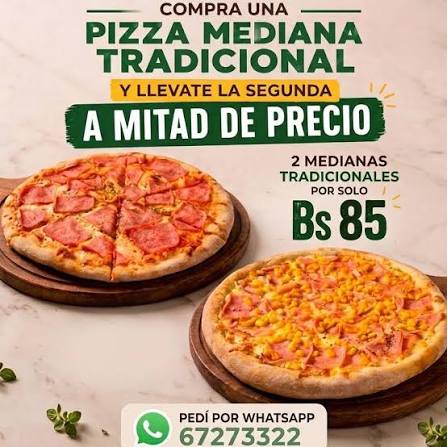 COMPRA UNA
PIZZA MEDIANA
TRADICIONAL
Y LLEVATE LA SEGUNDA
A MITAD DE PRECIO
2 MEDIANAS
TRADICIONALES
POR SOLO
Bs 85
PEDÍ POR WHATSAPP
67273322